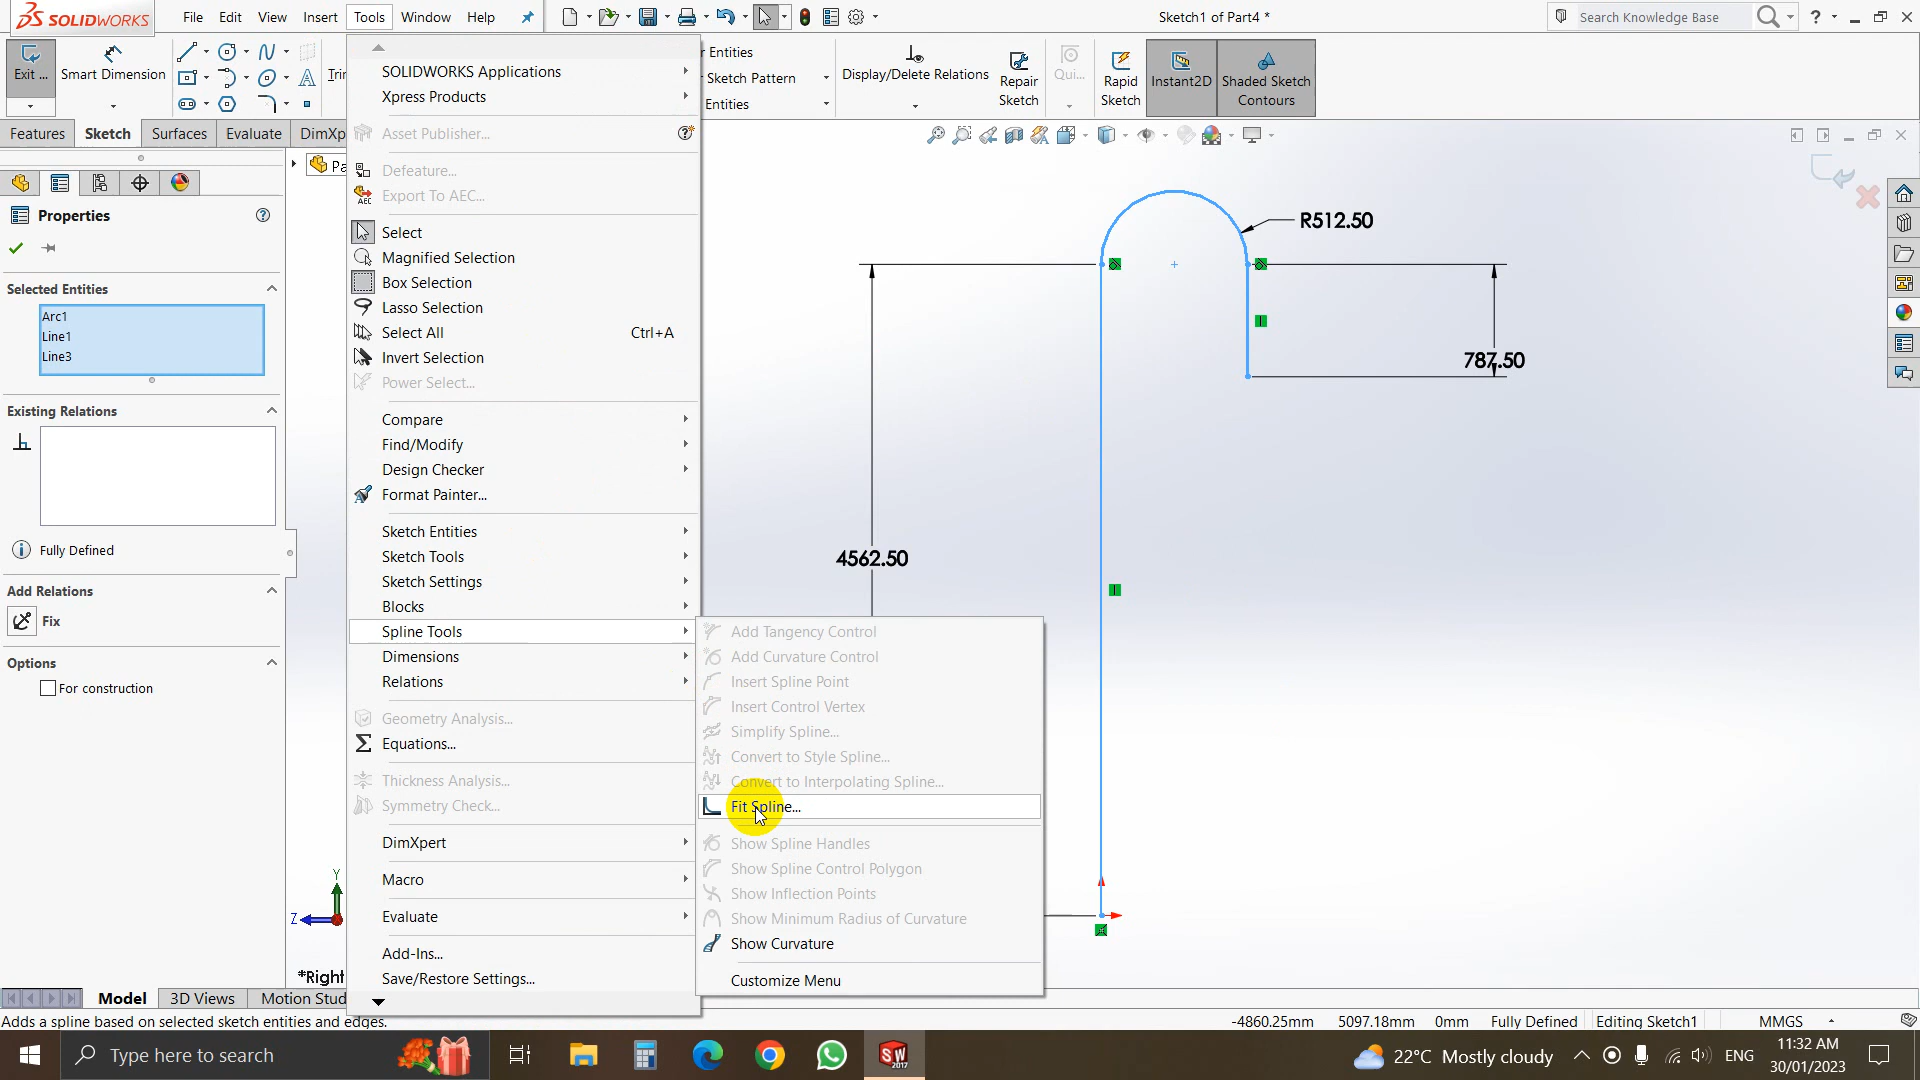 SOLIDWORKS
File Edit View Insert Tools Window Help
Sketch1 of Part4 *
Search Knowledge Base
Exit ...
Smart Dimension
Entities
Sketch Pattern
Entities
Display/Delete Relations
Repair Sketch
Qui...
Rapid Sketch
Instant2D
Shaded Sketch Contours
Features Sketch Surfaces Evaluate DimXp
Properties
Selected Entities
Arc1
Line1
Line3
Existing Relations
Fully Defined
Add Relations
Fix
Options
For construction
SOLIDWORKS Applications
Xpress Products
Asset Publisher...
Defeature...
Export To AEC...
Select
Magnified Selection
Box Selection
Lasso Selection
Select All Ctrl+A
Invert Selection
Power Select...
Compare
Find/Modify
Design Checker
Format Painter...
Sketch Entities
Sketch Tools
Sketch Settings
Blocks
Spline Tools
Dimensions
Relations
Geometry Analysis...
Equations...
Thickness Analysis...
Symmetry Check...
DimXpert
Macro
Evaluate
Add-Ins...
Save/Restore Settings...
Add Tangency Control
Add Curvature Control
Insert Spline Point
Insert Control Vertex
Simplify Spline...
Convert to Style Spline...
Convert to Interpolating Spline...
Fit Spline...
Show Spline Handles
Show Spline Control Polygon
Show Inflection Points
Show Minimum Radius of Curvature
Show Curvature
Customize Menu
R512.50
787.50
4562.50
Y
Z
*Right
Model 3D Views Motion Stud
Adds a spline based on selected sketch entities and edges.
-4860.25mm 5097.18mm 0mm Fully Defined Editing Sketch1 MMGS
Type here to search
SW 2017
22°C Mostly cloudy
ENG
11:32 AM
30/01/2023